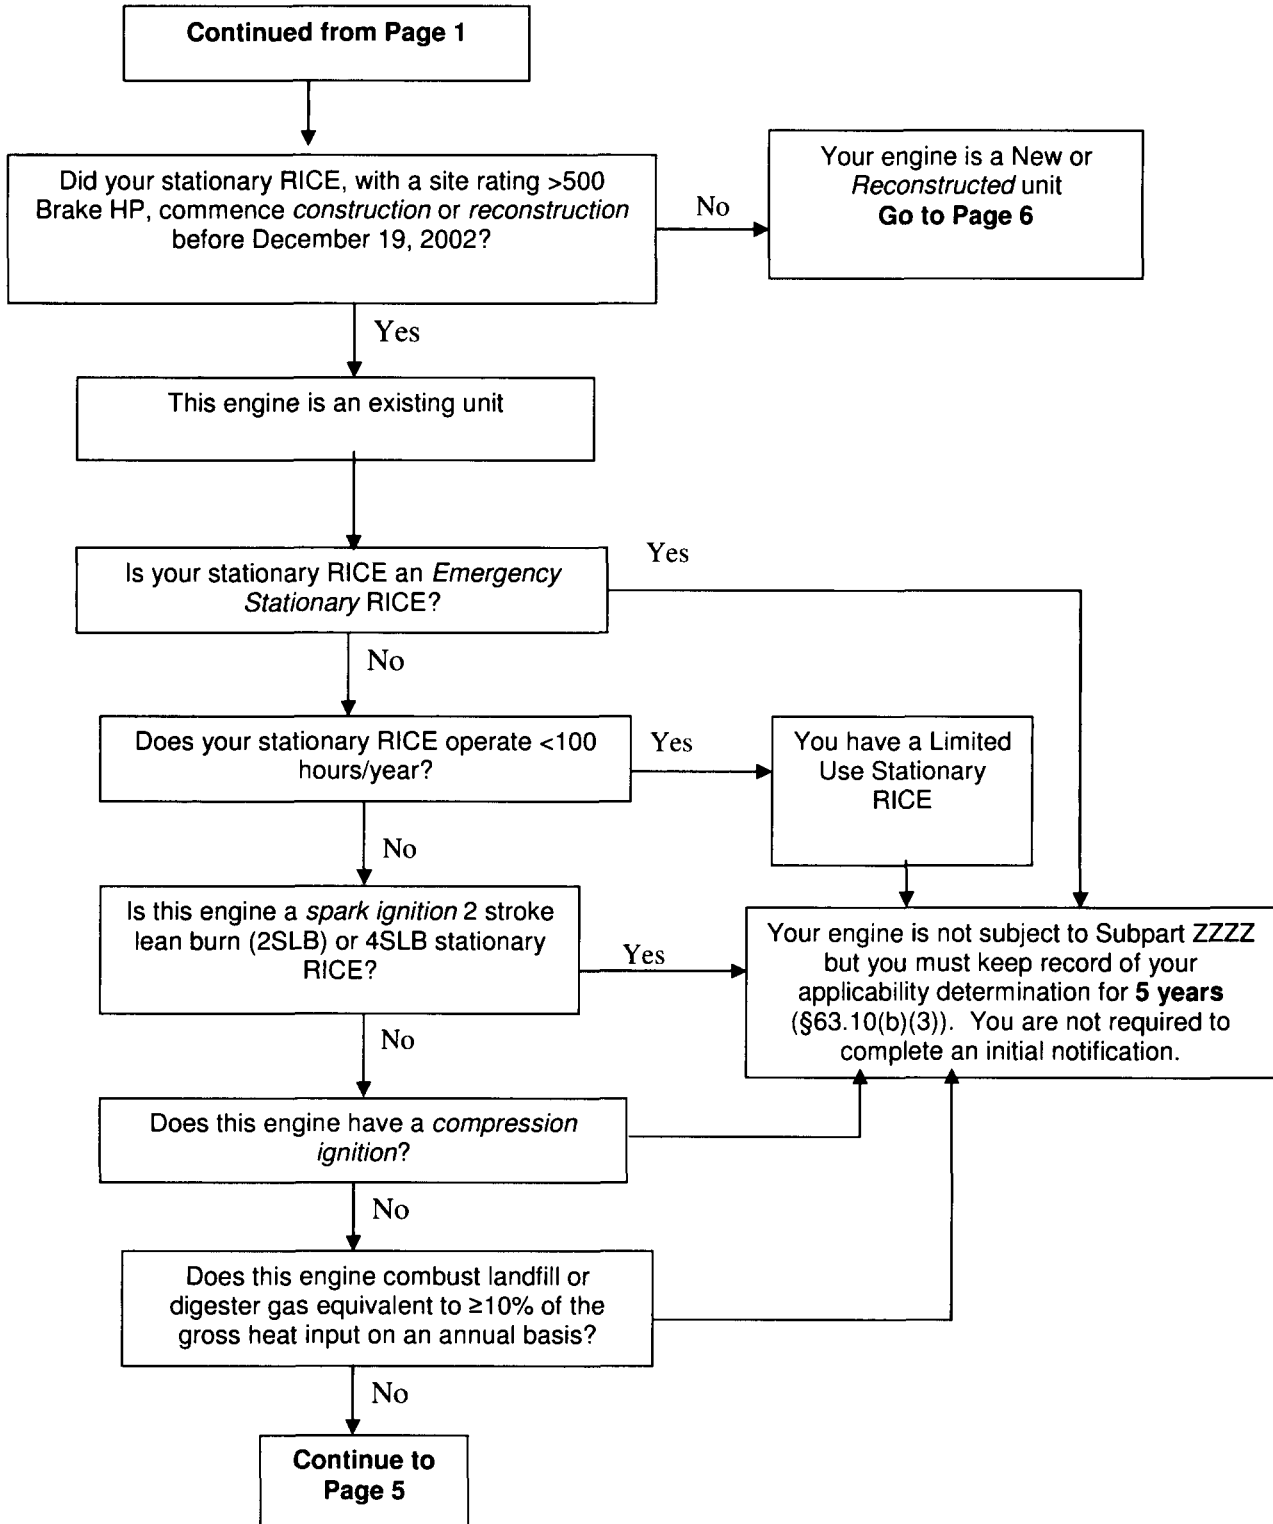 Continued from Page 1
Did your stationary RICE, with a site rating >500
Brake HP, commence construction or reconstruction
before December 19, 2002?
No
Your engine is a New or
Reconstructed unit
Go to Page 6
Yes
This engine is an existing unit
Is your stationary RICE an Emergency
Stationary RICE?
Yes
No
Does your stationary RICE operate <100
hours/year?
Yes
You have a Limited
Use Stationary
RICE
No
Is this engine a spark ignition 2 stroke
lean burn (2SLB) or 4SLB stationary
RICE?
Yes
Your engine is not subject to Subpart ZZZZ
but you must keep record of your
applicability determination for 5 years
(§63.10(b)(3)). You are not required to
complete an initial notification.
No
Does this engine have a compression
ignition?
No
Does this engine combust landfill or
digester gas equivalent to ≥10% of the
gross heat input on an annual basis?
No
Continue to
Page 5